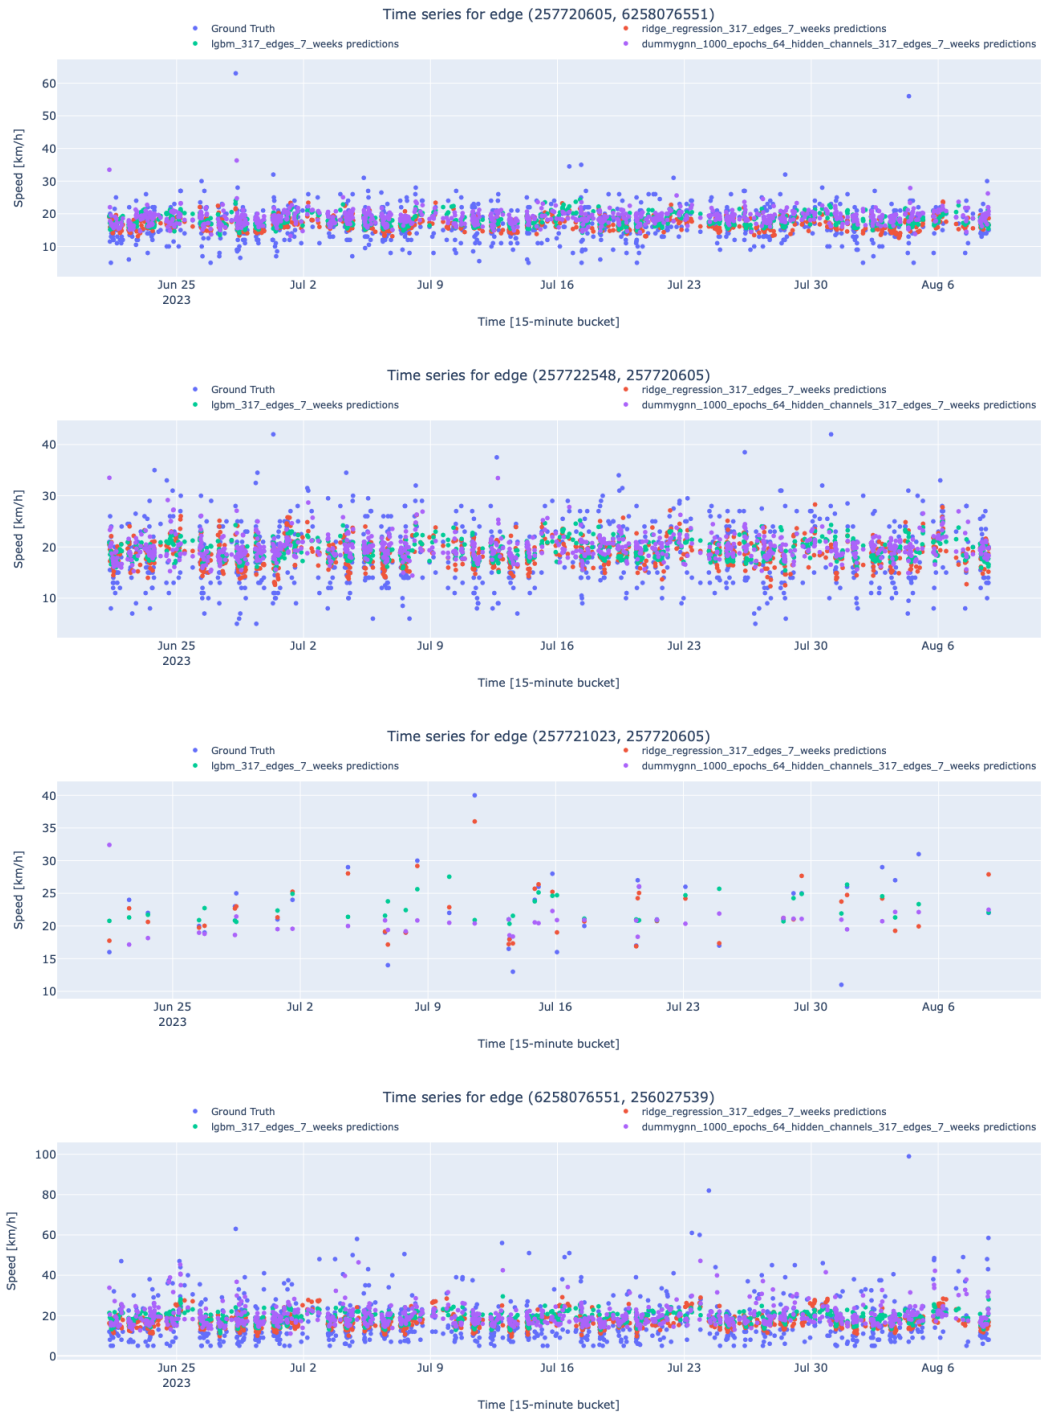 Time series for edge (257720605, 6258076551)
Ground Truth
ridge_regression_317_edges_7_weeks predictions
lgbm_317_edges_7_weeks predictions
dummygnn_1000_epochs_64_hidden_channels_317_edges_7_weeks predictions
60
50
40
30
20
10
Speed [km/h]
Jun 25
2023
Jul 2
Jul 9
Jul 16
Jul 23
Jul 30
Aug 6
Time [15-minute bucket]
Time series for edge (257722548, 257720605)
Ground Truth
ridge_regression_317_edges_7_weeks predictions
lgbm_317_edges_7_weeks predictions
dummygnn_1000_epochs_64_hidden_channels_317_edges_7_weeks predictions
40
30
20
10
Speed [km/h]
Jun 25
2023
Jul 2
Jul 9
Jul 16
Jul 23
Jul 30
Aug 6
Time [15-minute bucket]
Time series for edge (257721023, 257720605)
Ground Truth
ridge_regression_317_edges_7_weeks predictions
lgbm_317_edges_7_weeks predictions
dummygnn_1000_epochs_64_hidden_channels_317_edges_7_weeks predictions
40
35
30
25
20
15
10
Speed [km/h]
Jun 25
2023
Jul 2
Jul 9
Jul 16
Jul 23
Jul 30
Aug 6
Time [15-minute bucket]
Time series for edge (6258076551, 256027539)
Ground Truth
ridge_regression_317_edges_7_weeks predictions
lgbm_317_edges_7_weeks predictions
dummygnn_1000_epochs_64_hidden_channels_317_edges_7_weeks predictions
100
80
60
40
20
0
Speed [km/h]
Jun 25
2023
Jul 2
Jul 9
Jul 16
Jul 23
Jul 30
Aug 6
Time [15-minute bucket]